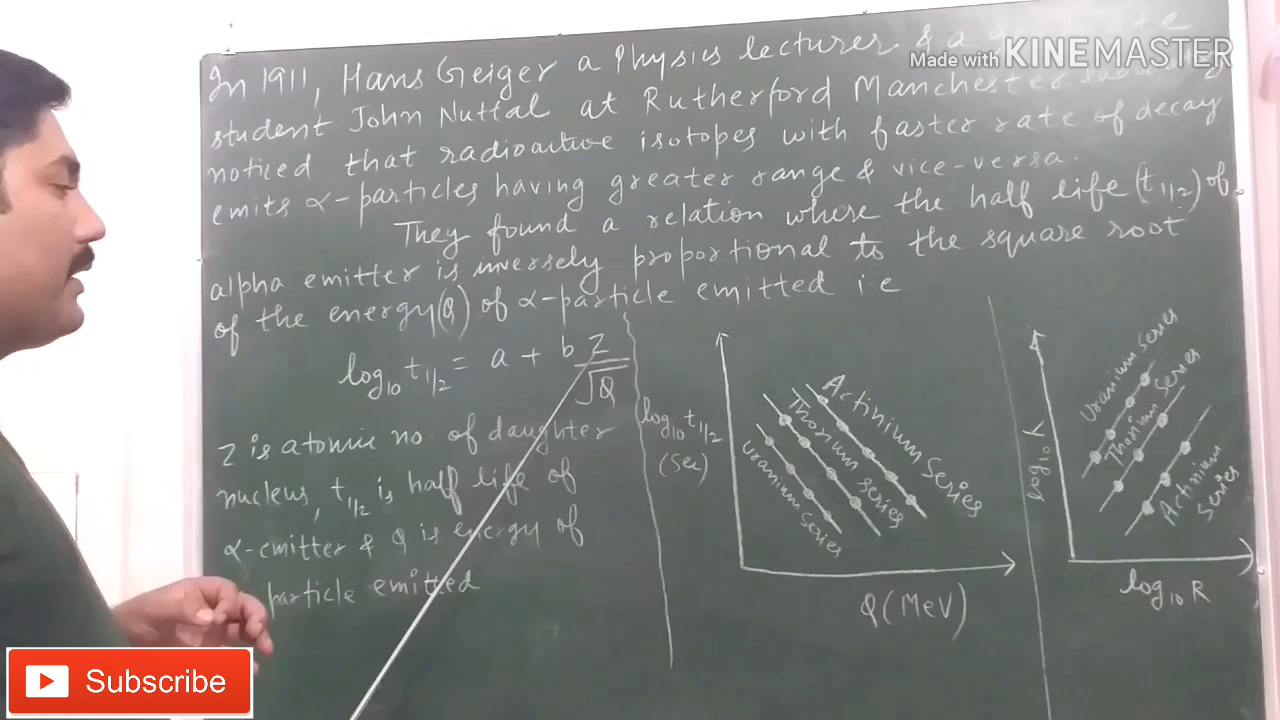 Made with KINEMASTER
In 1911, Hans Geiger a Physics lecturer & a
student John Nuttal at Rutherford Manchester
noticed that radioactive isotopes with faster rate of decay
emits α-particles having greater range & vice-versa.
They found a relation where the half life (t1/2) of
alpha emitter is inversely proportional to the square root
of the energy(Q) of α-particle emitted i.e
log10 t1/2 = a + b Z/√Q
Z is atomic no. of daughter
nucleus, t1/2 is half life of
α-emitter & Q is energy of
particle emitted
log10 t1/2
(sec)
Actinium Series
Thorium series
Uranium Series
Q(MeV)
log10 λ
Uranium Series
Thorium Series
Actinium
Series
log10 R
Subscribe